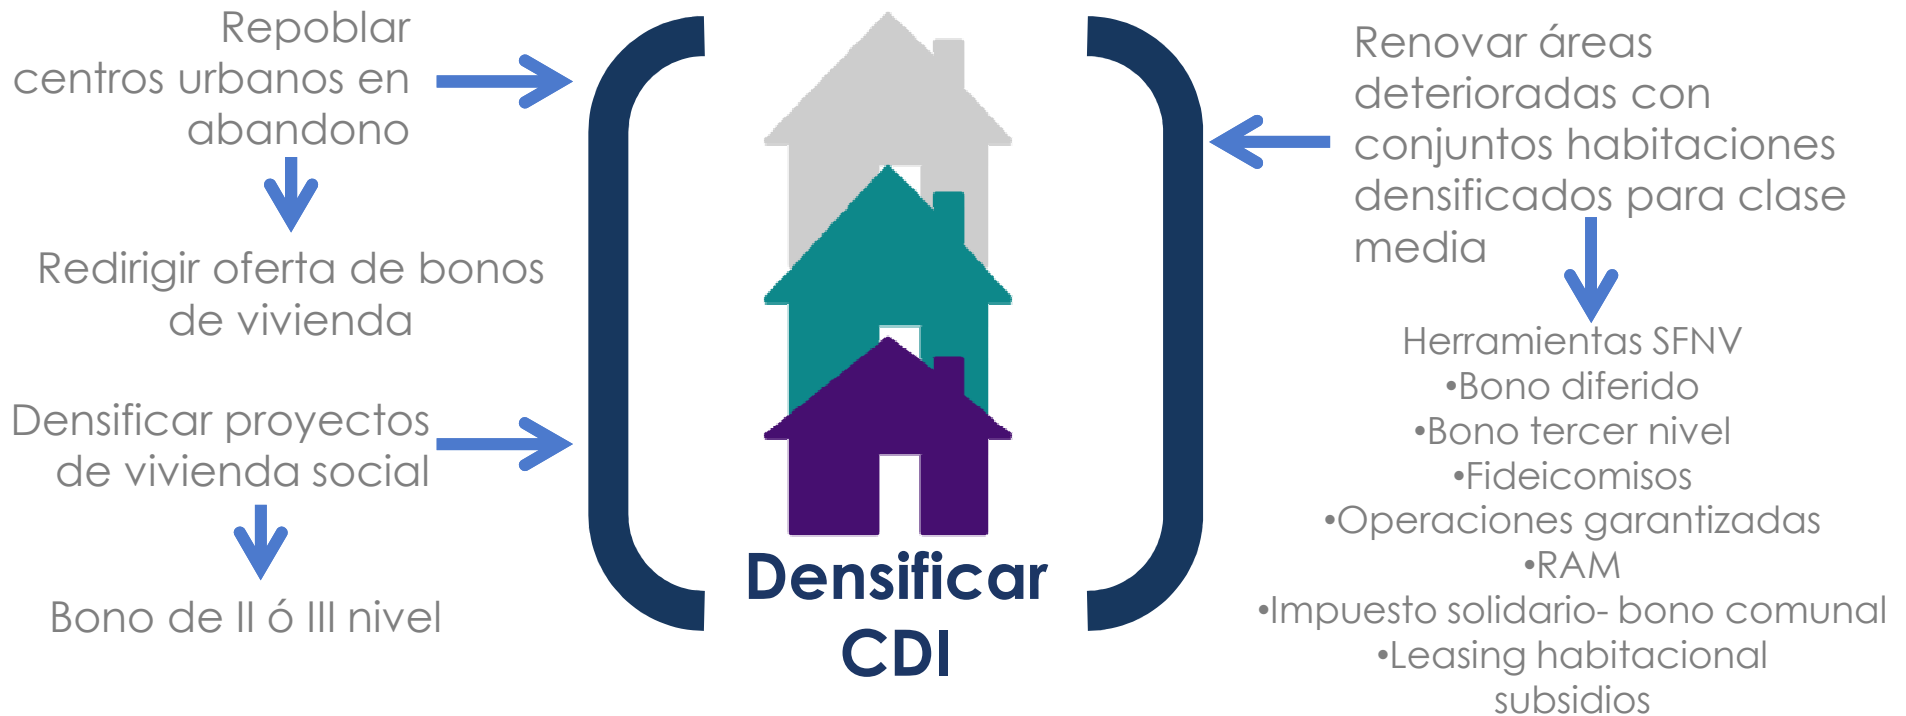 Repoblar
centros urbanos en
abandono
Redirigir oferta de bonos
de vivienda
Densificar proyectos
de vivienda social
Bono de II ó III nivel
Densificar
CDI
Renovar áreas
deterioradas con
conjuntos habitaciones
densificados para clase
media
Herramientas SFNV
•Bono diferido
•Bono tercer nivel
•Fideicomisos
•Operaciones garantizadas
•RAM
•Impuesto solidario- bono comunal
•Leasing habitacional
subsidios